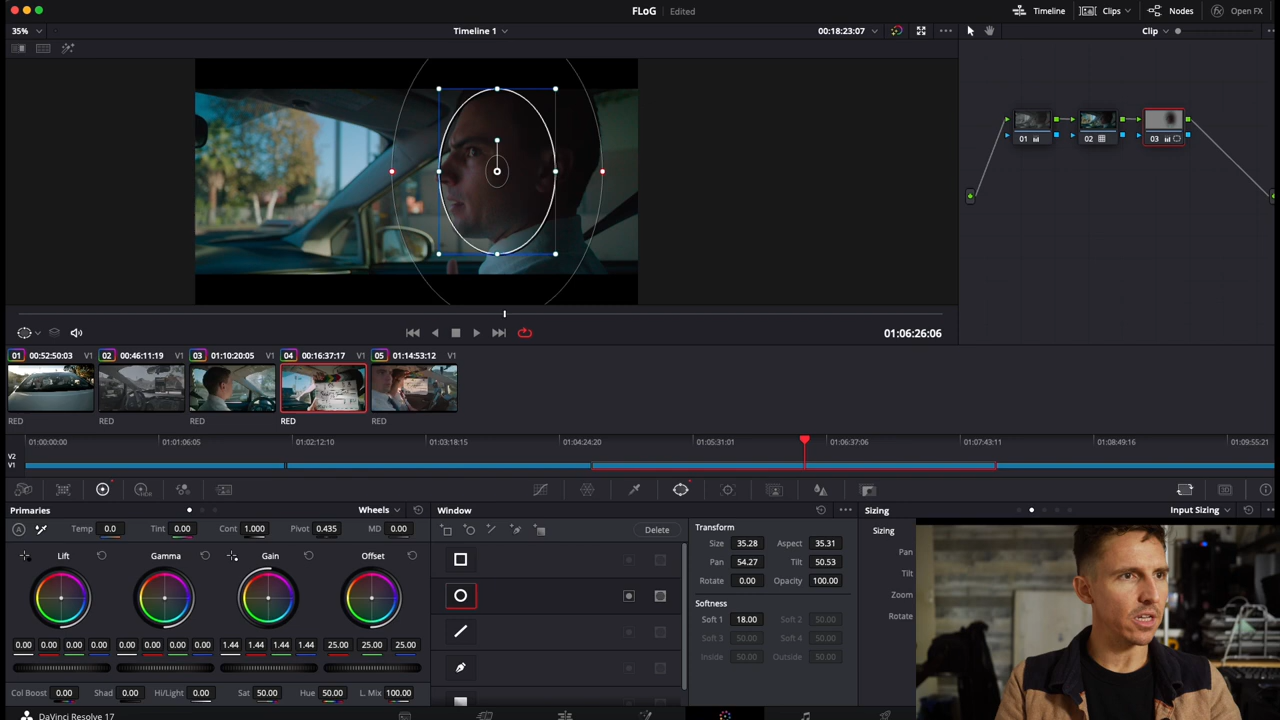 FLoG Edited
Timeline Clips Nodes Open FX
35% Timeline 1 00:18:23:07 Clip
01 02 03
01:06:26:06
01 00:52:50:03 V1 02 00:46:11:19 V1 03 01:10:20:05 V1 04 00:16:37:17 V1 05 01:14:53:12 V1
RED RED RED RED RED
01:00:00:00 01:01:06:05 01:02:12:10 01:03:18:15 01:04:24:20 01:05:31:01 01:06:37:06 01:07:43:11 01:08:49:16 01:09:55:21
V2
V1
HDR 3D
Primaries Wheels Window Sizing Input Sizing
A Temp 0.0 Tint 0.00 Cont 1.000 Pivot 0.435 MD 0.00 Delete Transform Sizing
Size 35.28 Aspect 35.31
Lift Gamma Gain Offset Pan 54.27 Tilt 50.53 Pan
Rotate 0.00 Opacity 100.00 Tilt
Softness Zoom
Soft 1 18.00 Soft 2 50.00 Rotate
Soft 3 50.00 Soft 4 50.00
0.00 0.00 0.00 0.00 0.00 0.00 0.00 0.00 1.44 1.44 1.44 1.44 25.00 25.00 25.00 Inside 50.00 Outside 50.00
Col Boost 0.00 Shad 0.00 Hi/Light 0.00 Sat 50.00 Hue 50.00 L. Mix 100.00
DaVinci Resolve 17